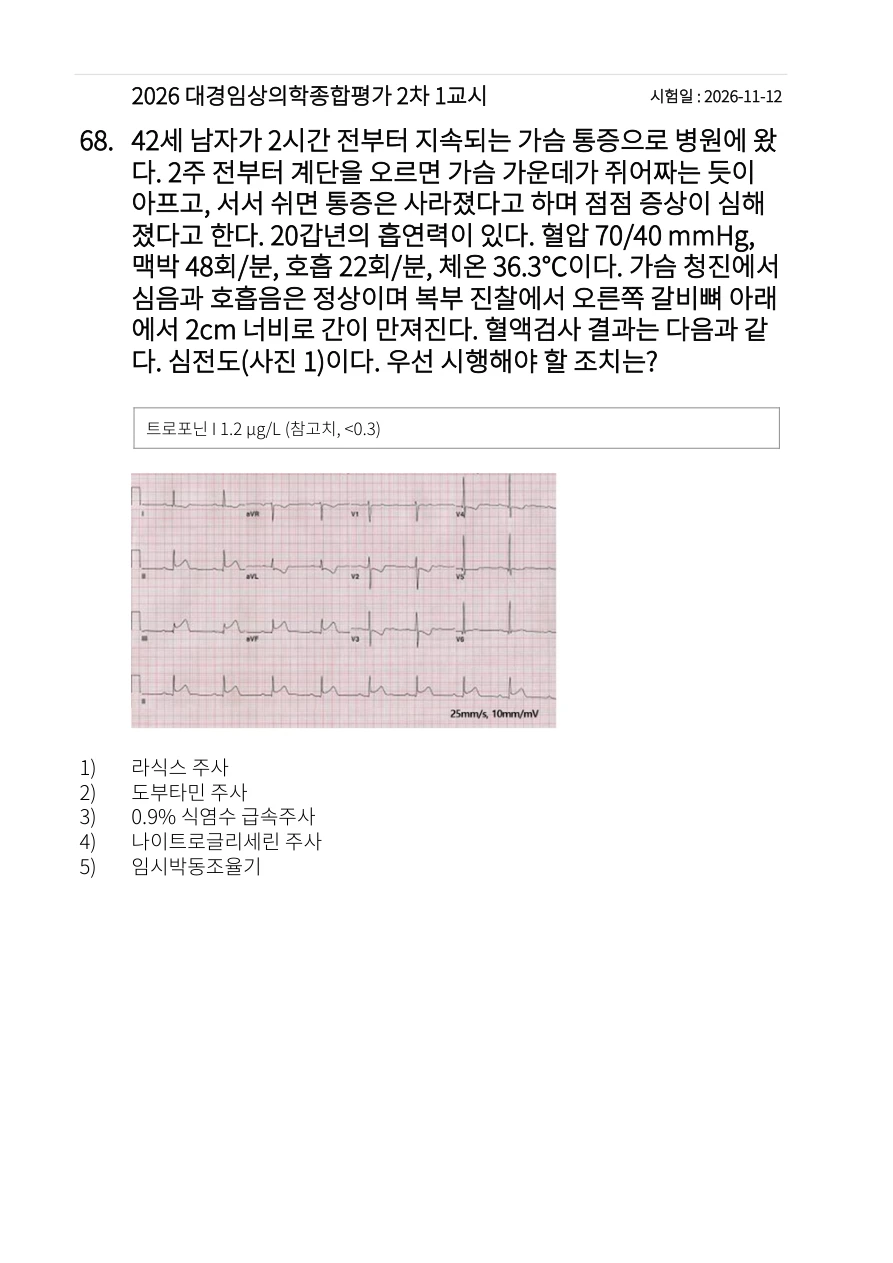 2026 대경임상의학종합평가 2차 1교시
시험일 : 2026-11-12
68. 42세 남자가 2시간 전부터 지속되는 가슴 통증으로 병원에 왔
다. 2주 전부터 계단을 오르면 가슴 가운데가 쥐어짜는 듯이
아프고, 서서 쉬면 통증은 사라졌다고 하며 점점 증상이 심해
졌다고 한다. 20갑년의 흡연력이 있다. 혈압 70/40 mmHg,
맥박 48회/분, 호흡 22회/분, 체온 36.3℃이다. 가슴 청진에서
심음과 호흡음은 정상이며 복부 진찰에서 오른쪽 갈비뼈 아래
에서 2cm 너비로 간이 만져진다. 혈액검사 결과는 다음과 같
다. 심전도(사진 1)이다. 우선 시행해야 할 조치는?
트로포닌 I 1.2 μg/L (참고치, <0.3)
I aVR V1 V4
II aVL V2 V5
III aVF V3 V6
II
25mm/s, 10mm/mV
1) 라식스 주사
2) 도부타민 주사
3) 0.9% 식염수 급속주사
4) 나이트로글리세린 주사
5) 임시박동조율기